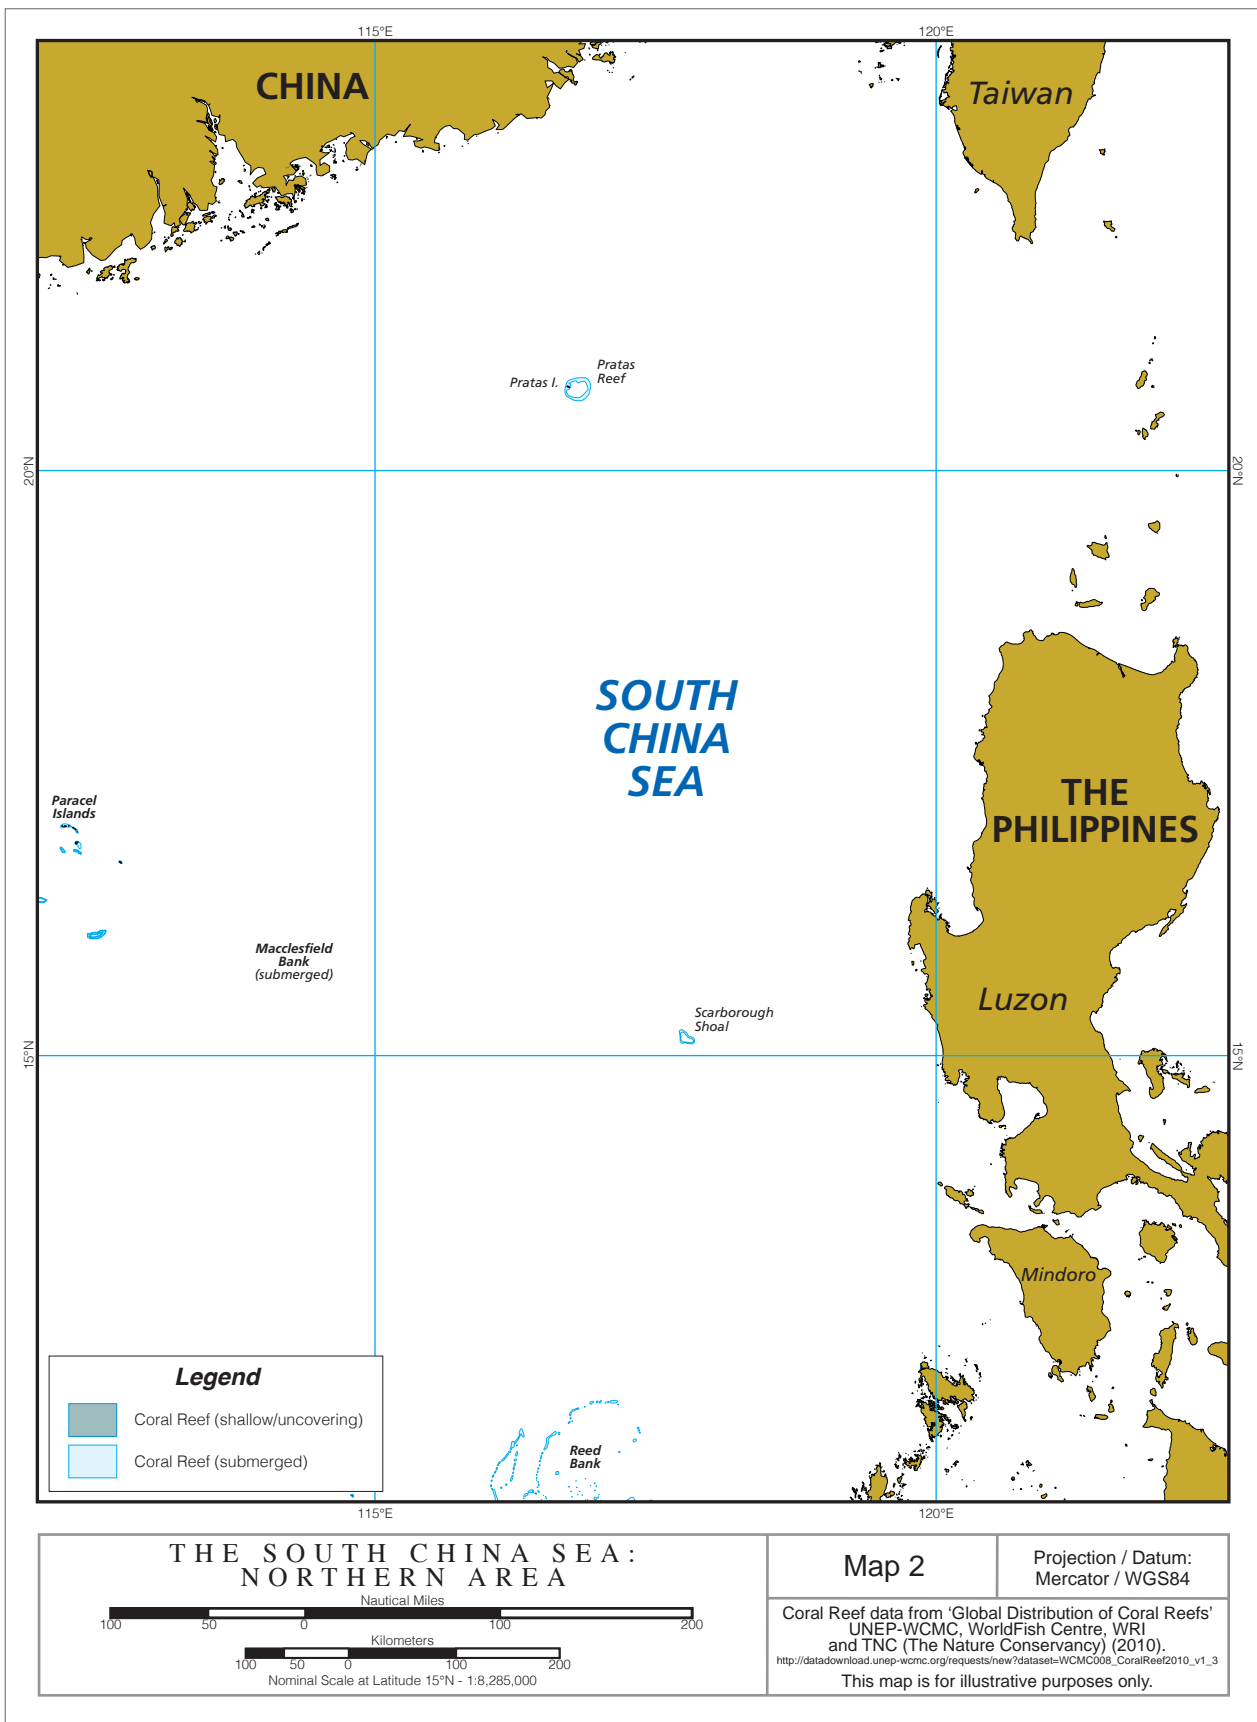 115°E
120°E
CHINA
Taiwan
Pratas I.
Pratas
Reef
20°N
20°N
SOUTH
CHINA
SEA
THE
PHILIPPINES
Paracel
Islands
Macclesfield
Bank
(submerged)
Luzon
Scarborough
Shoal
15°N
15°N
Mindoro
Legend
Coral Reef (shallow/uncovering)
Coral Reef (submerged)
Reed
Bank
115°E
120°E
THE SOUTH CHINA SEA:
NORTHERN AREA
Nautical Miles
100 50 0 100 200
Kilometers
100 50 0 100 200
Nominal Scale at Latitude 15°N - 1:8,285,000
Map 2
Projection / Datum:
Mercator / WGS84
Coral Reef data from ‘Global Distribution of Coral Reefs’
UNEP-WCMC, WorldFish Centre, WRI
and TNC (The Nature Conservancy) (2010).
http://datadownload.unep-wcmc.org/requests/new?dataset=WCMC008_CoralReef2010_v1_3
This map is for illustrative purposes only.